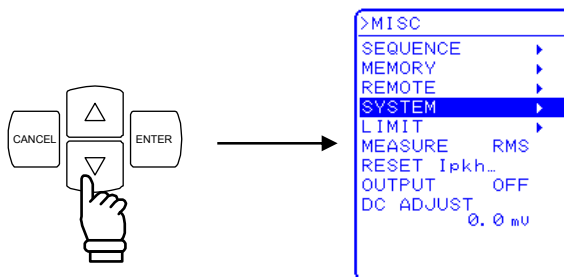 CANCEL
ENTER
>MISC
SEQUENCE
MEMORY
REMOTE
SYSTEM
LIMIT
MEASURE RMS
RESET Ipkh…
OUTPUT OFF
DC ADJUST
0.0 mV